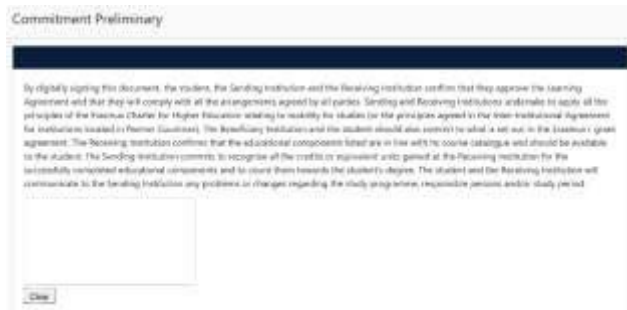 Commitment Preliminary
By digitally signing this document, the student, the Sending Institution and the Receiving Institution confirm that they approve the Learning
Agreement and that they will comply with all the arrangements agreed by all parties. Sending and Receiving Institutions undertake to apply all the
principles of the Erasmus Charter for Higher Education relating to mobility for studies (or the principles agreed in the Inter-Institutional Agreement
for institutions located in Partner Countries). The Beneficiary Institution and the student should also commit to what is set out in the Erasmus+ grant
agreement. The Receiving Institution confirms that the educational components listed are in line with its course catalogue and should be available
to the student. The Sending Institution commits to recognise all the credits or equivalent units gained at the Receiving Institution for the
successfully completed educational components and to count them towards the student's degree. The student and the Receiving Institution will
communicate to the Sending Institution any problems or changes regarding the study programme, responsible persons and/or study period.
Clear